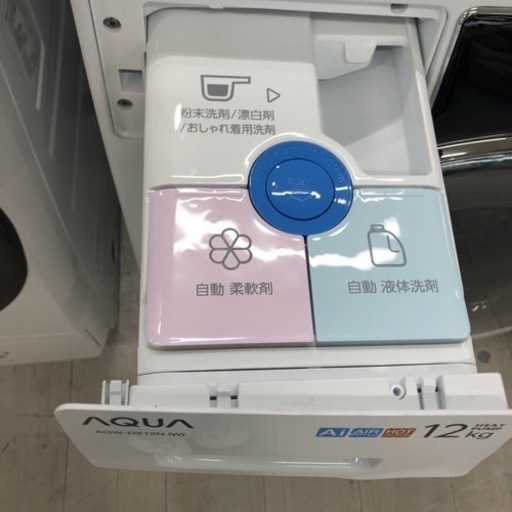 粉末洗剤/漂白剤
/おしゃれ着用洗剤
自動 柔軟剤
自動 液体洗剤
AQUA
AQW-DX12N (W)
Ai AIR HOT 12kg HEAT PUMP